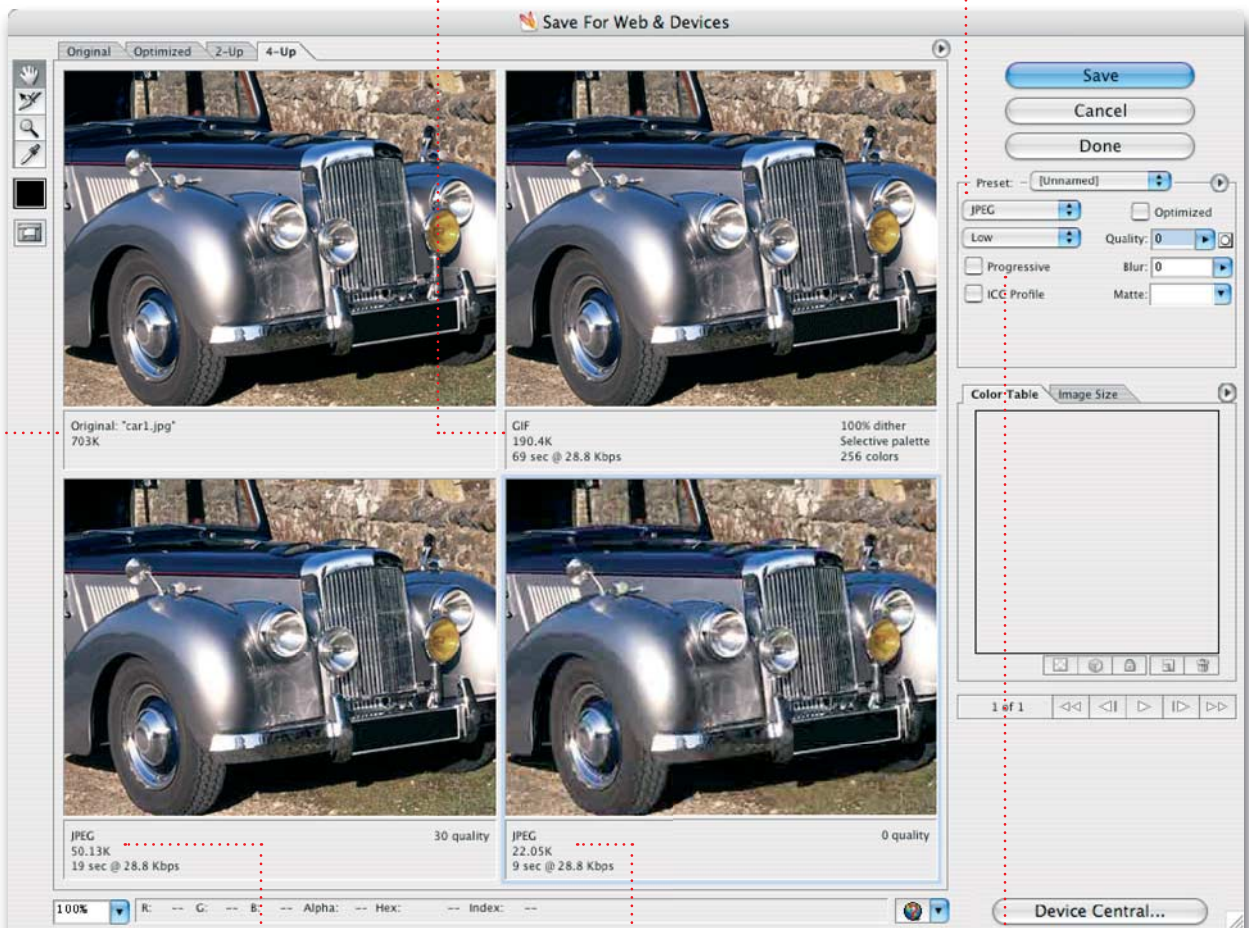 Save For Web & Devices
Original Optimized 2-Up 4-Up
Save
Cancel
Done
Preset: [Unnamed]
JPEG Optimized
Low Quality: 0
Progressive Blur: 0
ICC Profile Matte:
Original: "car1.jpg"
703K
GIF 100% dither
190.4K Selective palette
69 sec @ 28.8 Kbps 256 colors
Color Table Image Size
1 of 1
JPEG 30 quality
50.13K
19 sec @ 28.8 Kbps
JPEG 0 quality
22.05K
9 sec @ 28.8 Kbps
100% R: -- G: -- B: -- Alpha: -- Hex: -- Index: --
Device Central...